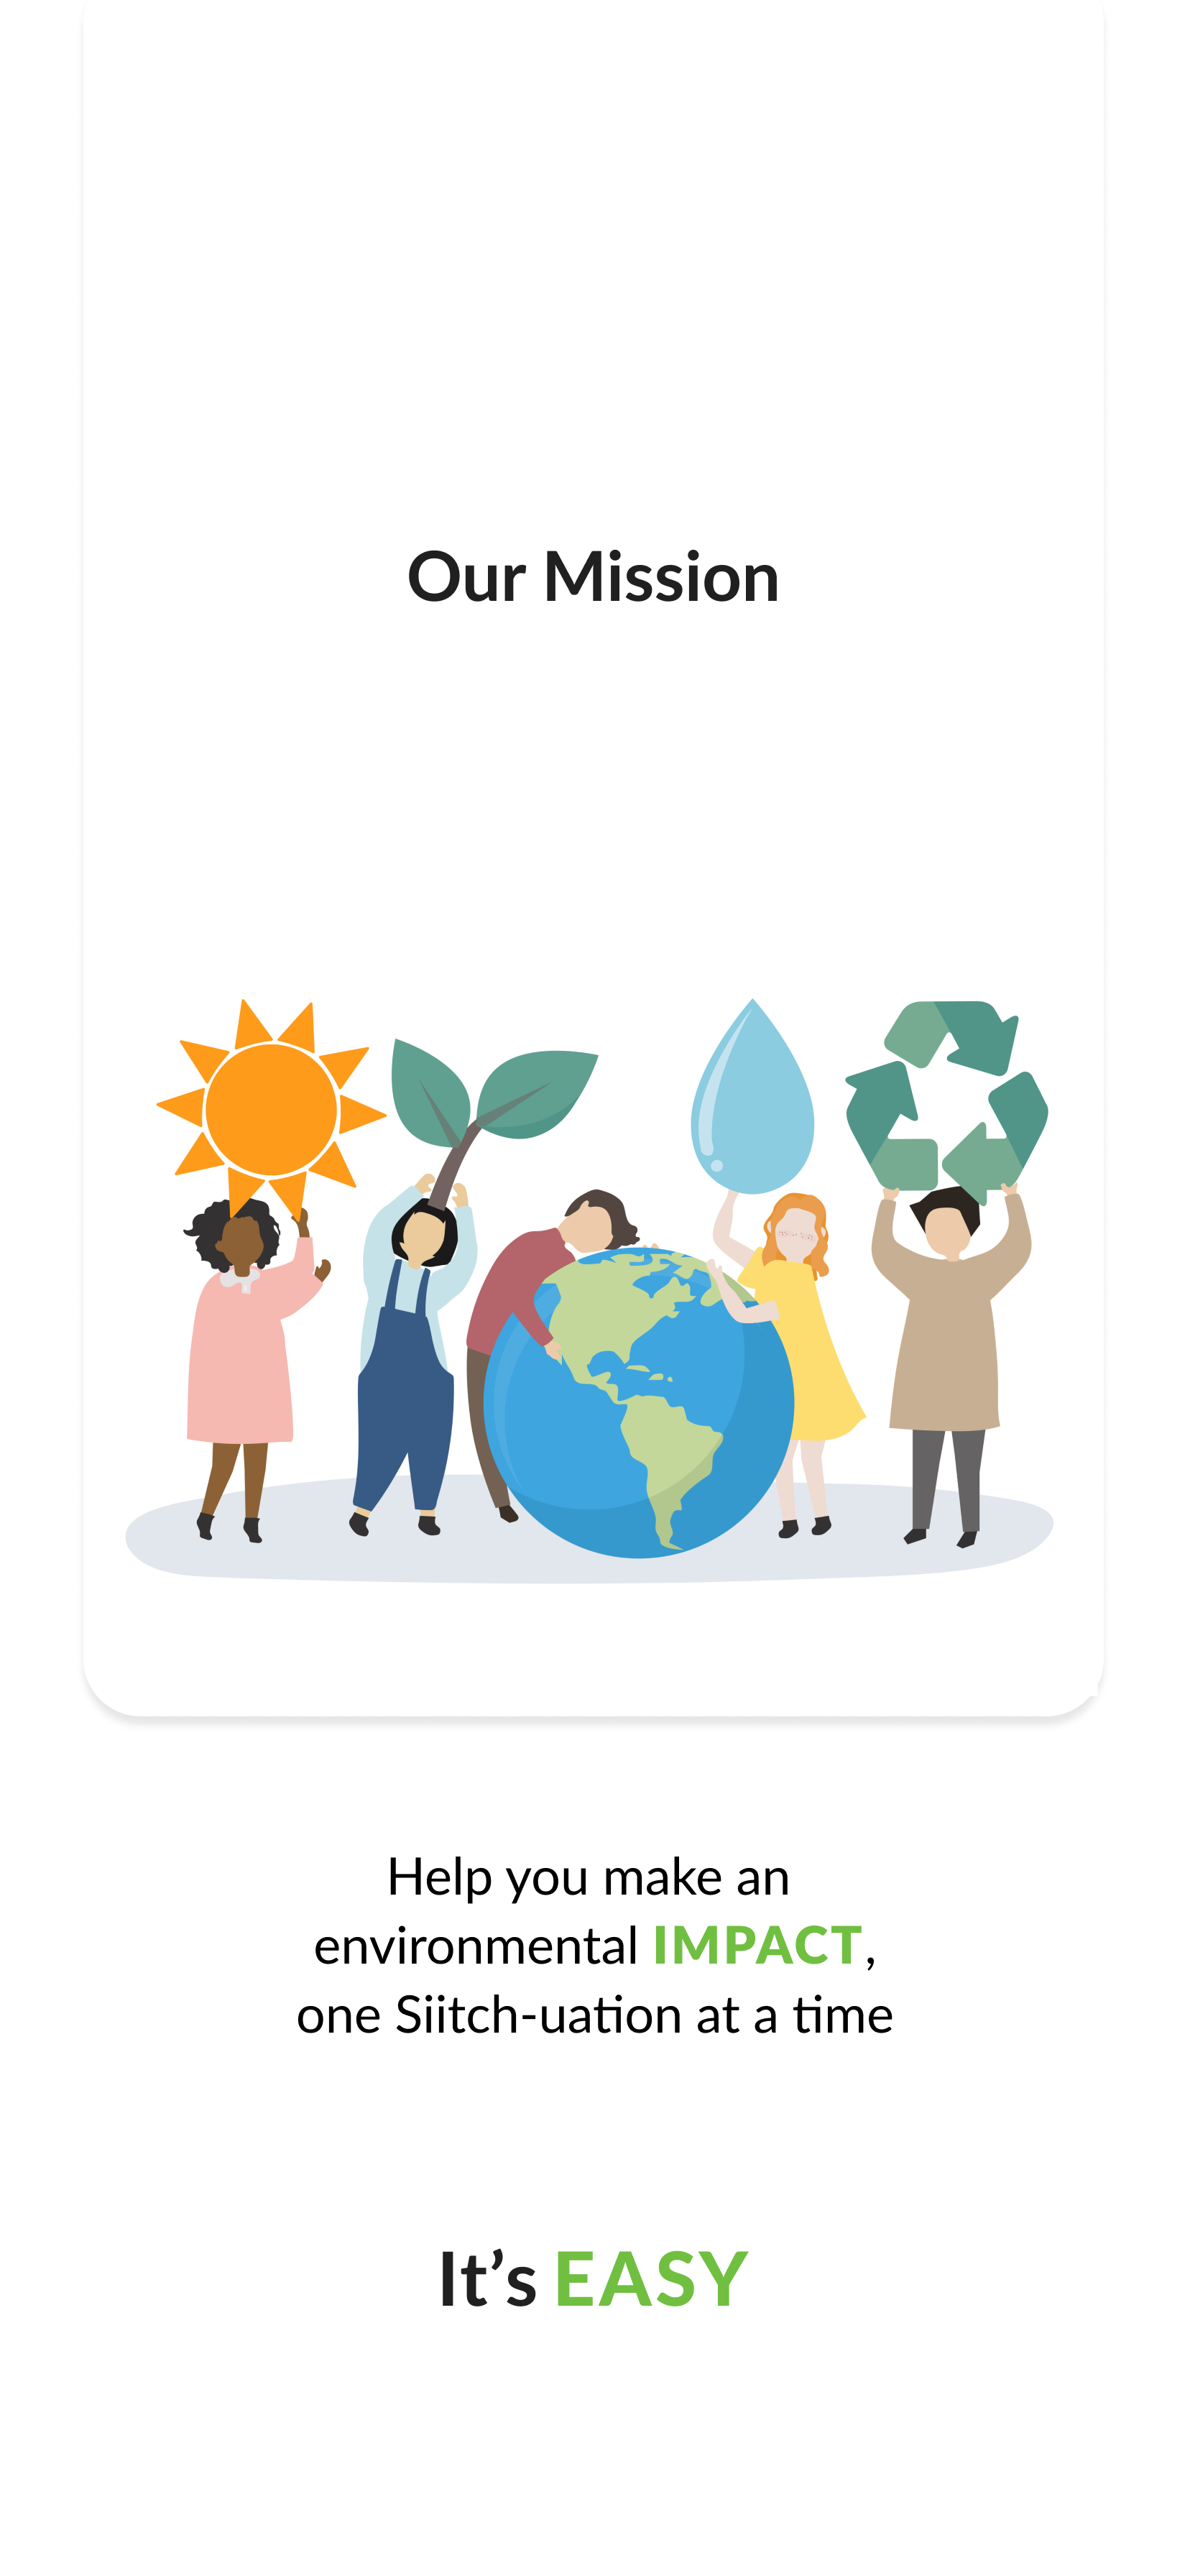 Our Mission
Help you make an
environmental IMPACT,
one Siitch-uation at a time
It’s EASY